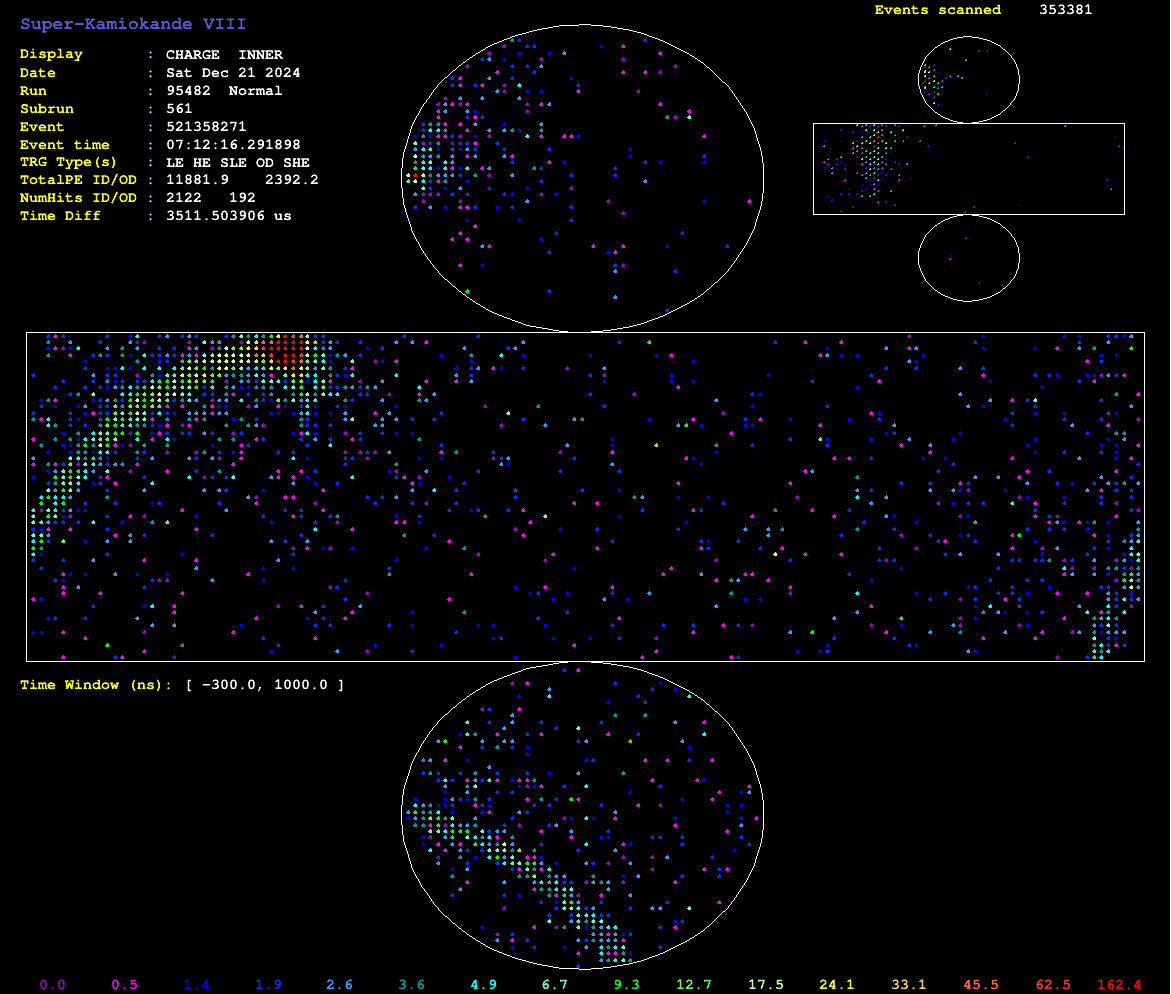 Super-Kamiokande VIII
Events scanned 353381
Display : CHARGE INNER
Date : Sat Dec 21 2024
Run : 95482 Normal
Subrun : 561
Event : 521358271
Event time : 07:12:16.291898
TRG Type(s) : LE HE SLE OD SHE
TotalPE ID/OD : 11881.9 2392.2
NumHits ID/OD : 2122 192
Time Diff : 3511.503906 us
Time Window (ns): [ -300.0, 1000.0 ]
0.0 0.5 1.4 1.9 2.6 3.6 4.9 6.7 9.3 12.7 17.5 24.1 33.1 45.5 62.5 162.4